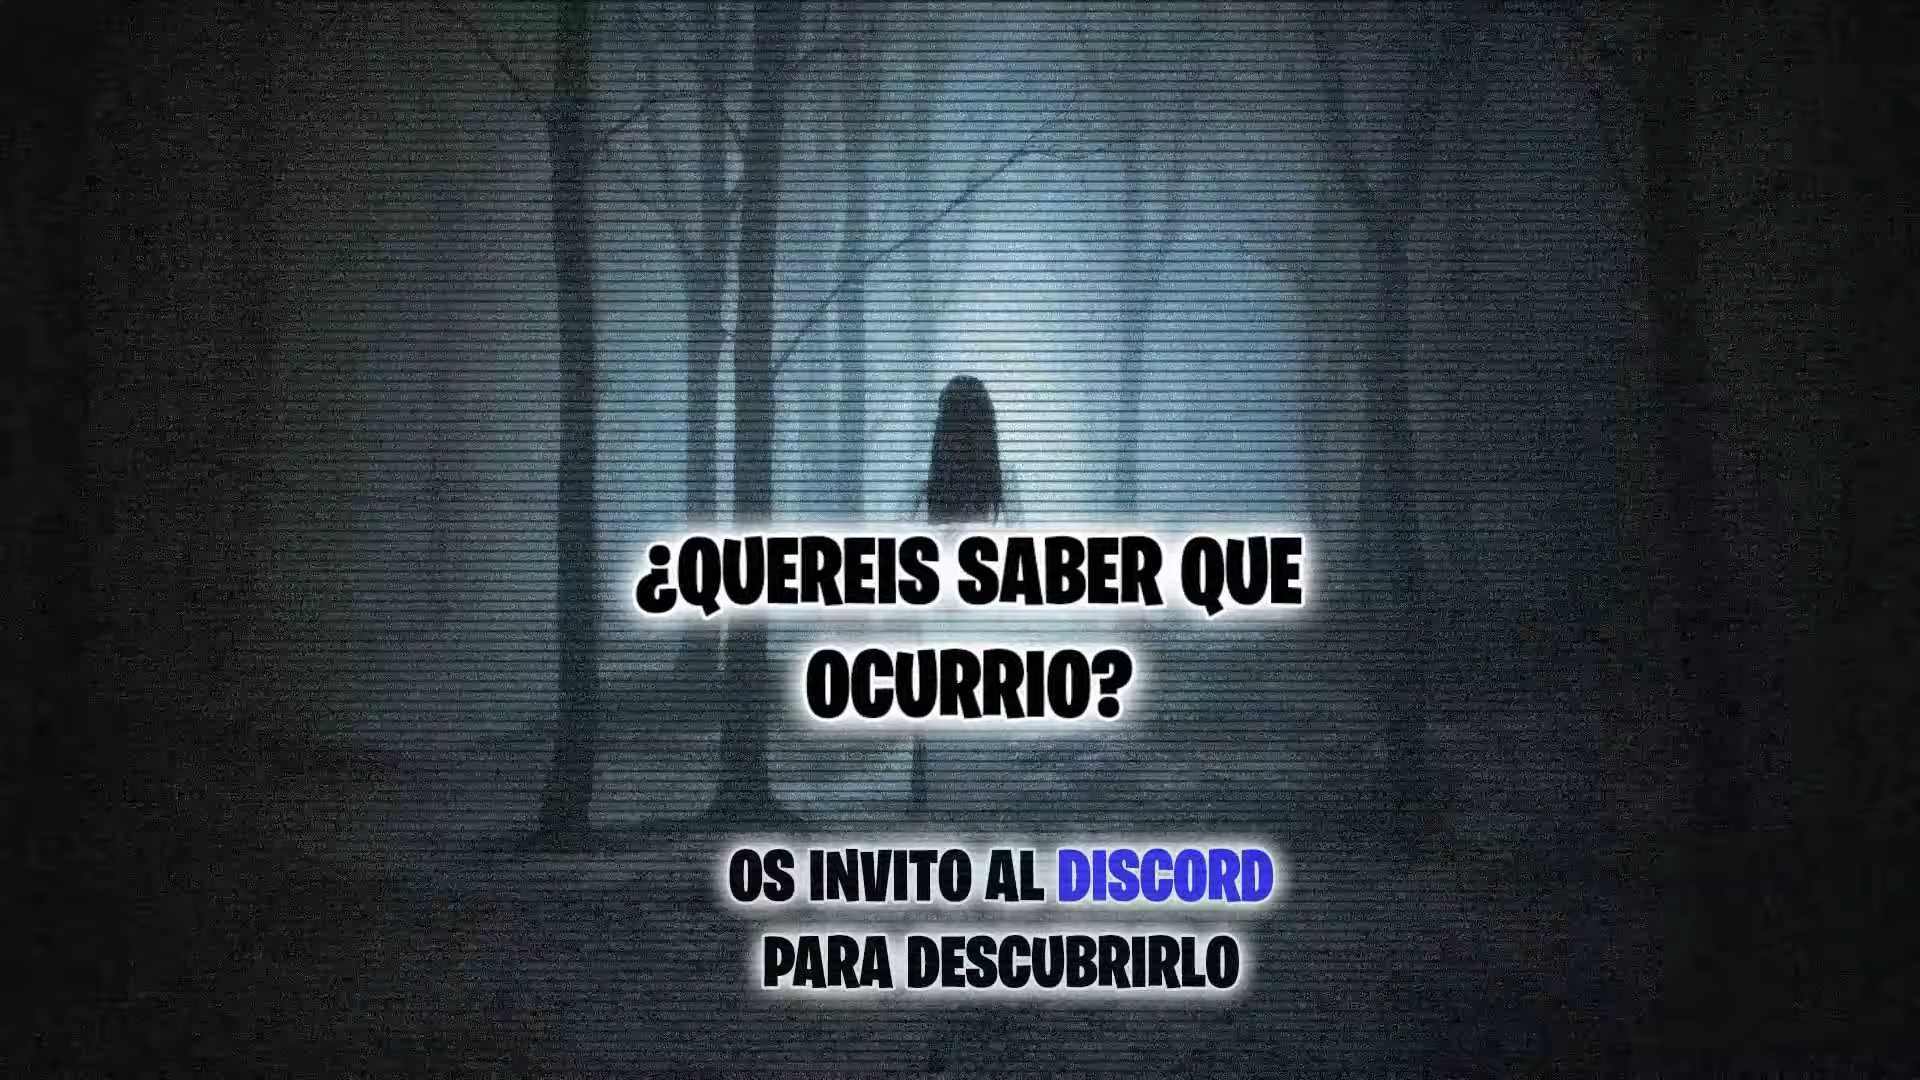 ¿QUEREIS SABER QUE
OCURRIO?
OS INVITO AL DISCORD
PARA DESCUBRIRLO